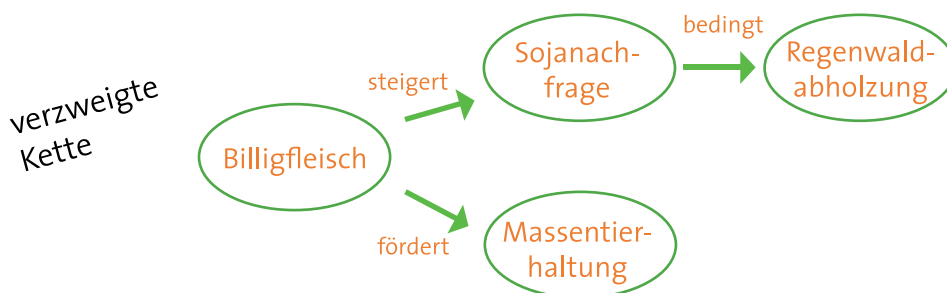 verzweigte
Kette
Billigfleisch
steigert
Sojanach-
frage
bedingt
Regenwald-
abholzung
fördert
Massentier-
haltung